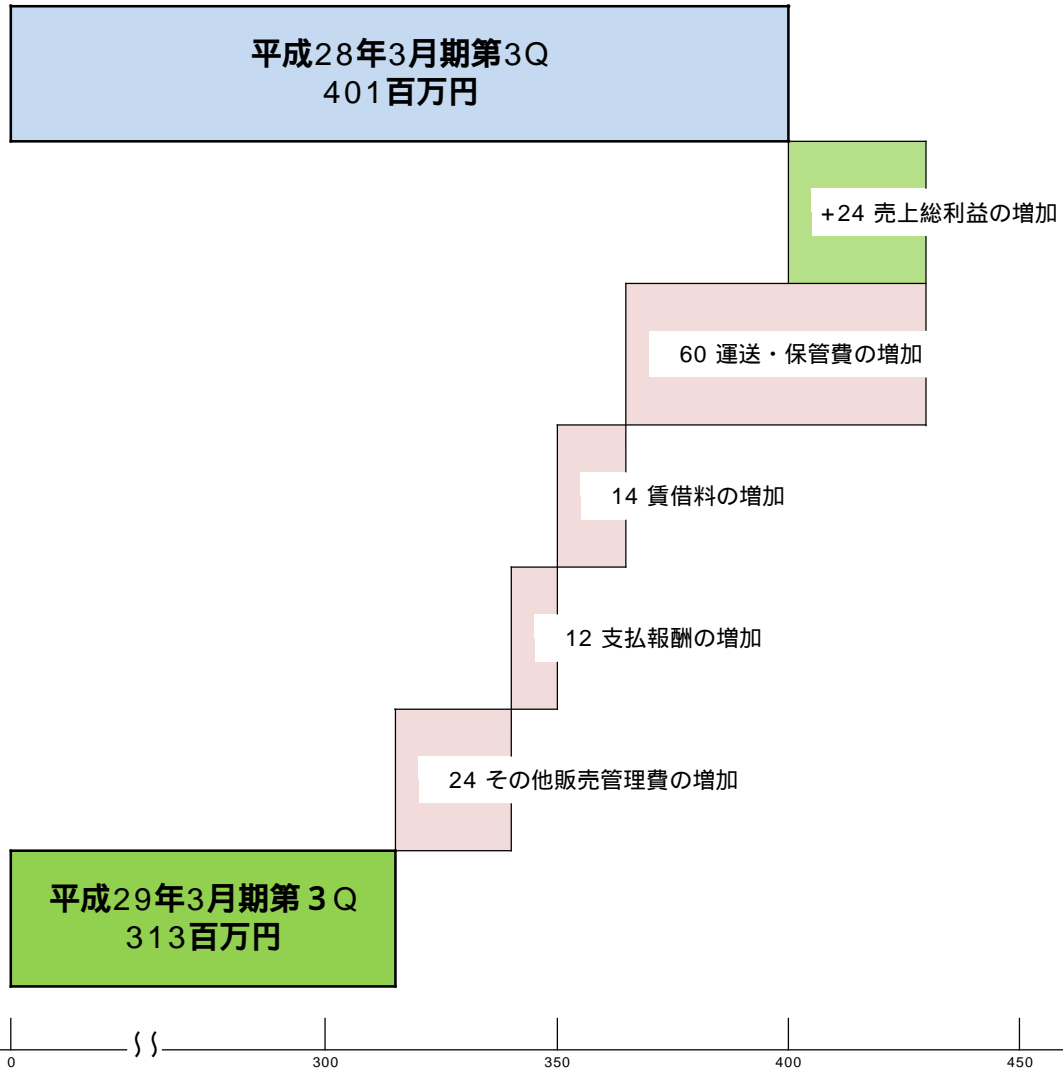 平成28年3月期第3Q
401百万円
+24 売上総利益の増加
60 運送・保管費の増加
14 賃借料の増加
12 支払報酬の増加
24 その他販売管理費の増加
平成29年3月期第３Q
313百万円
0 300 350 400 450